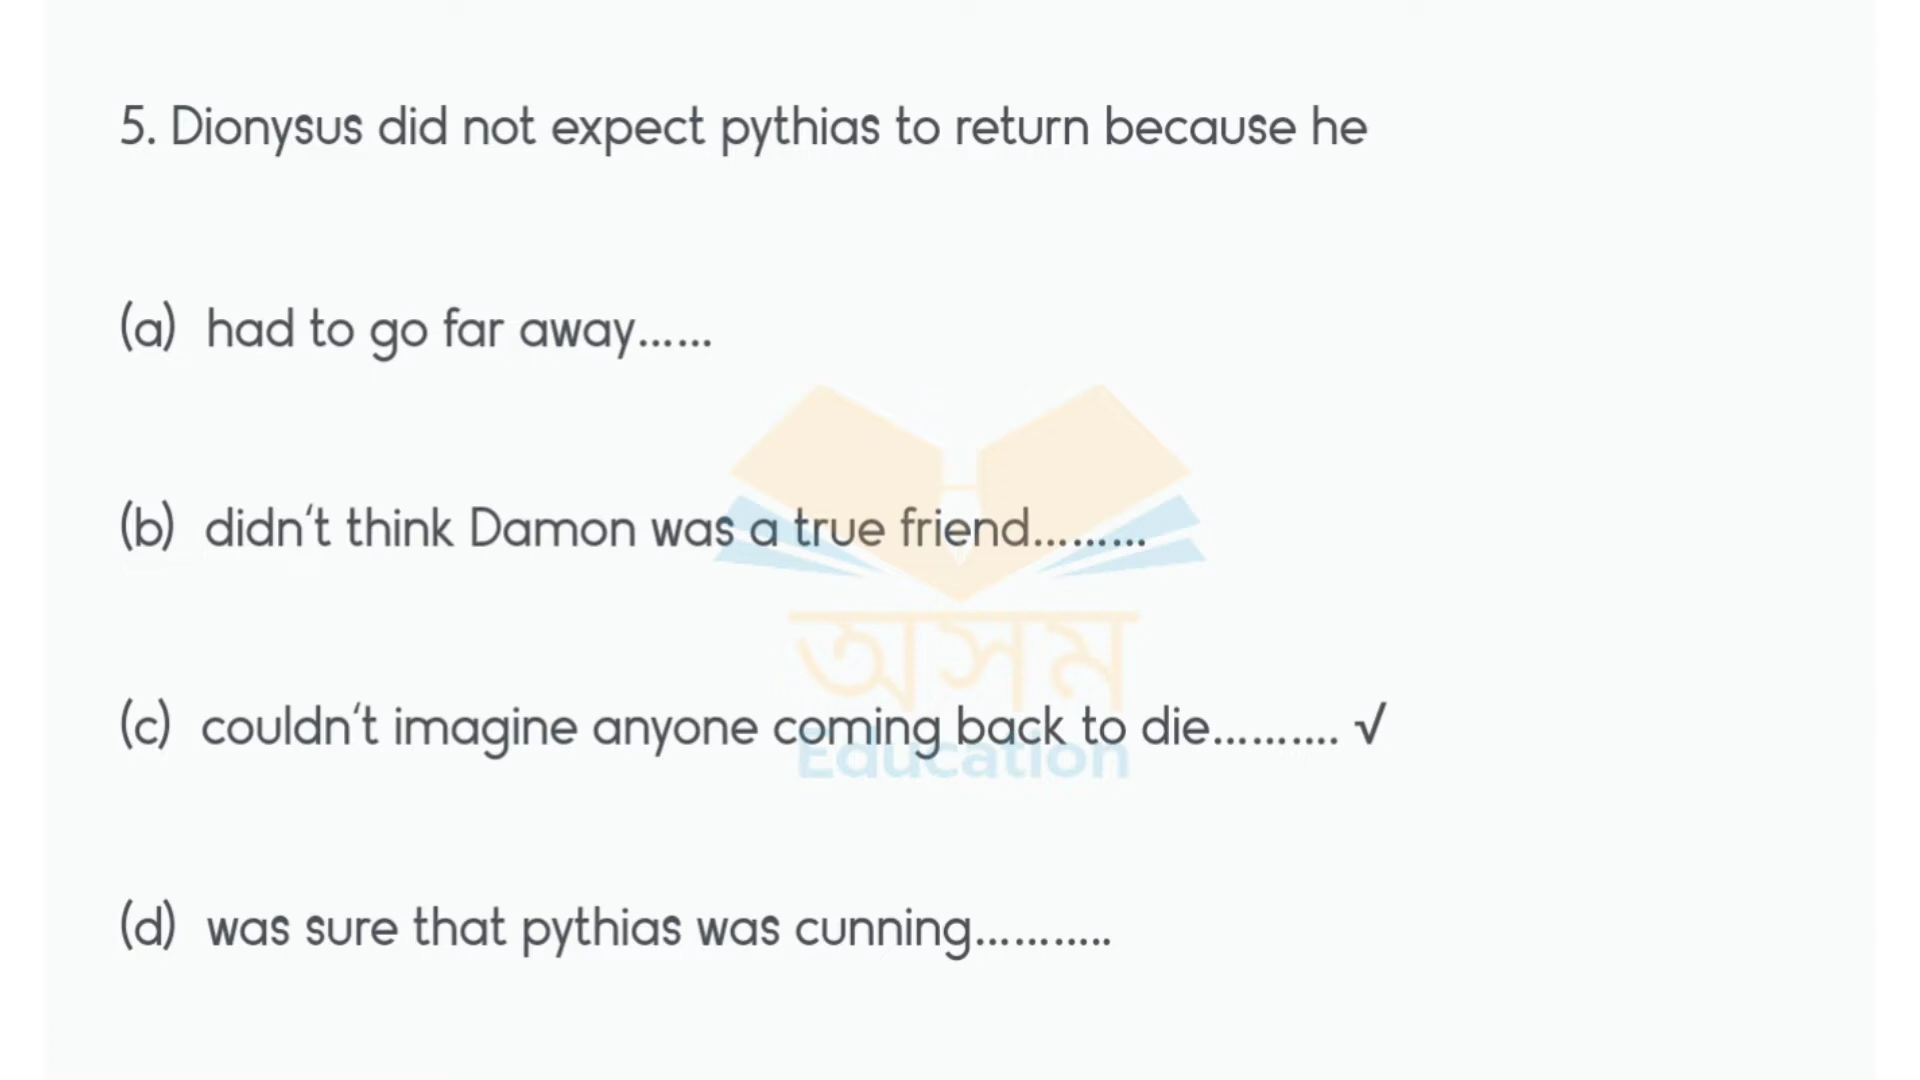 5. Dionysus did not expect pythias to return because he
(a) had to go far away......
(b) didn't think Damon was a true friend.........
অসম
(c) couldn't imagine anyone coming back to die.......... √
Education
(d) was sure that pythias was cunning...........